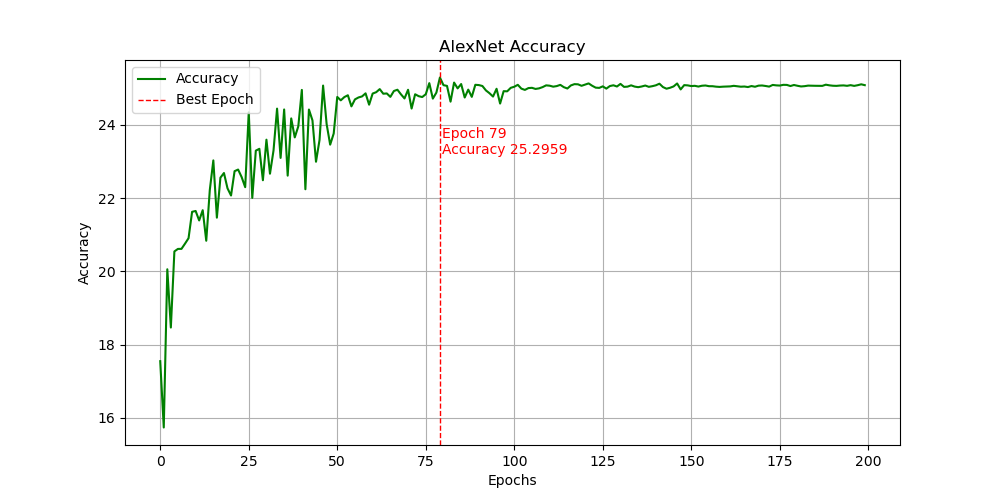 AlexNet Accuracy
Accuracy
Best Epoch
Epoch 79
Accuracy 25.2959
Accuracy
24
22
20
18
16
0 25 50 75 100 125 150 175 200
Epochs